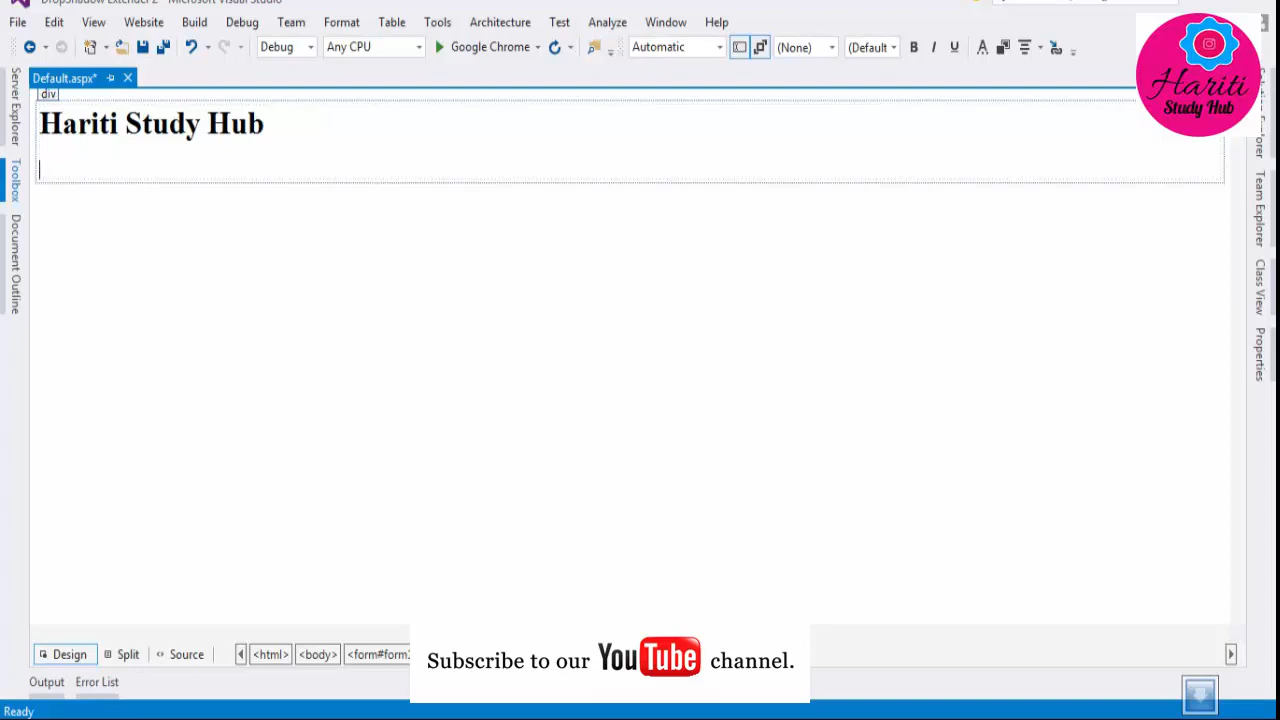 DropShadow Extender 2 - Microsoft Visual Studio
File Edit View Website Build Debug Team Format Table Tools Architecture Test Analyze Window Help
Debug Any CPU Google Chrome Automatic (None) (Default B I U A
Default.aspx*
div
Hariti Study Hub
Server Explorer
Toolbox
Document Outline
Hariti
Study Hub
Team Explorer
Class View
Properties
Design Split Source <html> <body> <form#form1
Subscribe to our YouTube channel.
Output Error List
Ready